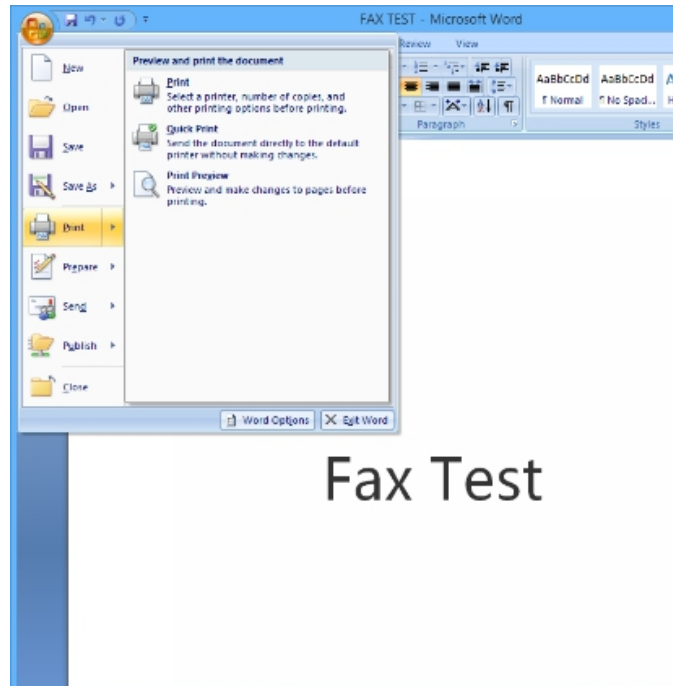 FAX TEST - Microsoft Word
Review View
New
Open
Save
Save As
Print
Prepare
Send
Publish
Close
Preview and print the document
Print
Select a printer, number of copies, and
other printing options before printing.
Quick Print
Send the document directly to the default
printer without making changes.
Print Preview
Preview and make changes to pages before
printing.
Word Options Exit Word
AaBbCcDd AaBbCcDd
¶ Normal ¶ No Spaci...
Paragraph Styles
Fax Test